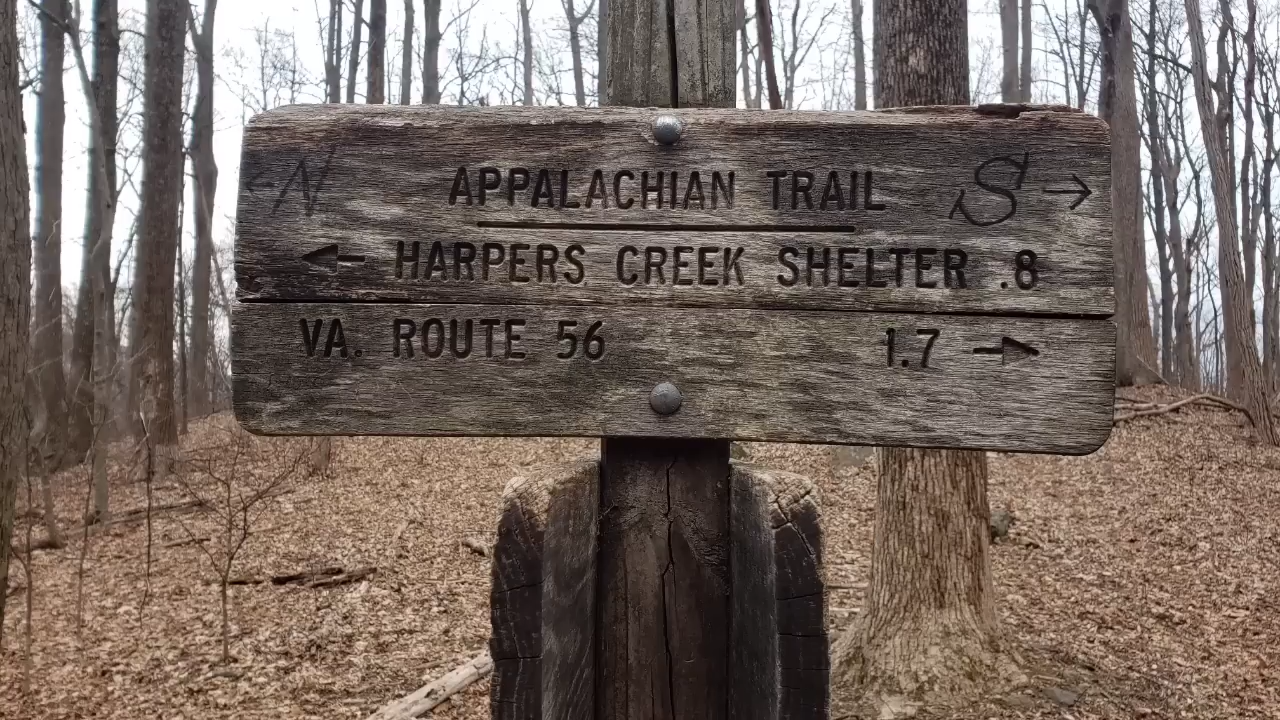 ← N APPALACHIAN TRAIL S →
← HARPERS CREEK SHELTER .8
VA. ROUTE 56 1.7 →